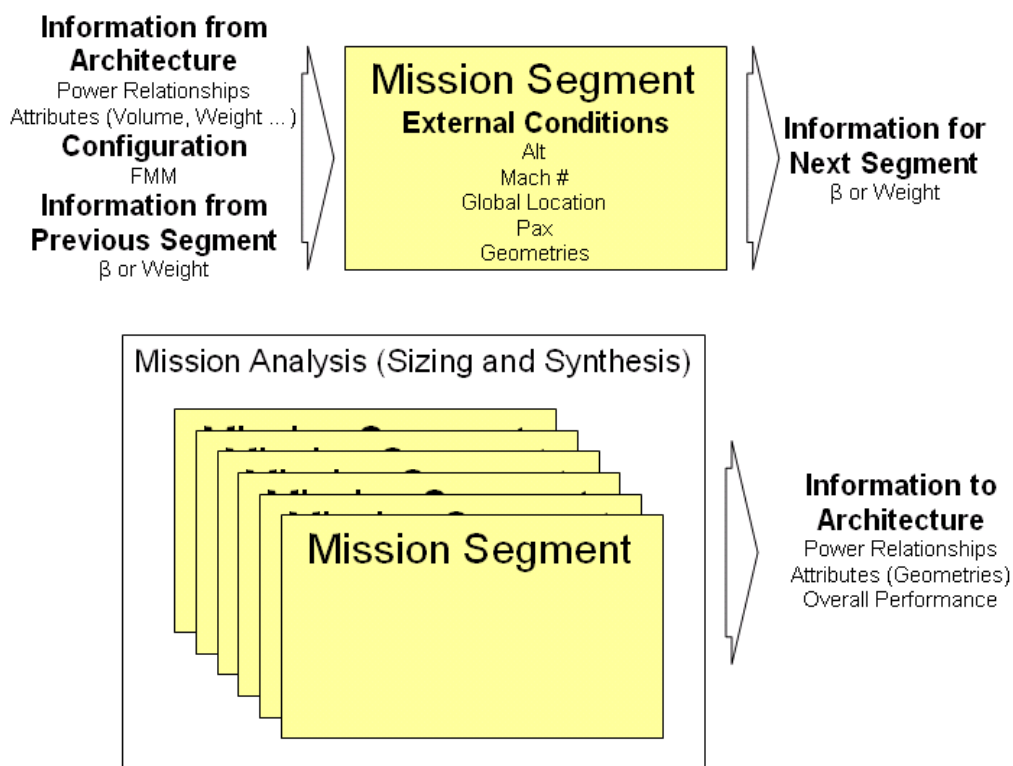 Information from
Architecture
Power Relationships
Attributes (Volume, Weight ... )
Configuration
FMM
Information from
Previous Segment
β or Weight
Mission Segment
External Conditions
Alt
Mach #
Global Location
Pax
Geometries
Information for
Next Segment
β or Weight
Mission Analysis (Sizing and Synthesis)
Mission Segment
Information to
Architecture
Power Relationships
Attributes (Geometries)
Overall Performance